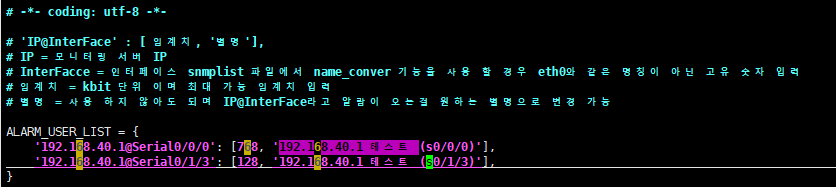 # -*- coding: utf-8 -*-
# 'IP@InterFace' : [ 임계치, '별명'],
# IP = 모니터링 서버 IP
# InterFacce = 인터페이스 snmplist 파일에서 name_conver 기능을 사용 할 경우 eth0와 같은 명칭이 아닌 고유 숫자 입력
# 임계치 = kbit 단위 이며 최대 가능 임계치 입력
# 별명 = 사용 하지 않아도 되며 IP@InterFace라고 알람이 오는걸 원하는 별명으로 변경 가능
ALARM_USER_LIST = {
'192.168.40.1@Serial0/0/0': [768, '192.168.40.1 테스트 (s0/0/0)'],
'192.168.40.1@Serial0/1/3': [128, '192.168.40.1 테스트 (s0/1/3)'],
}